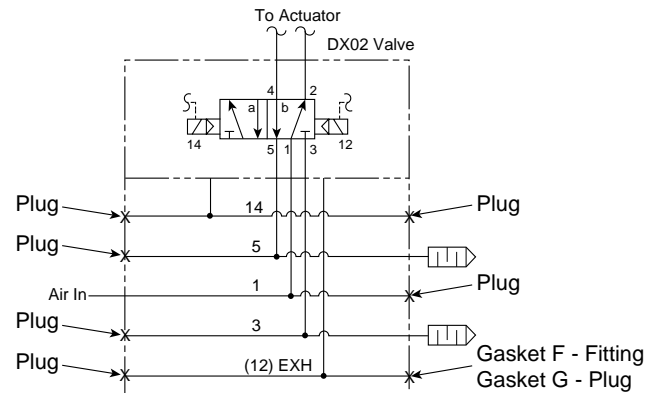 To Actuator
DX02 Valve
4 2
a b
14 12
5 1 3
Plug 14 Plug
Plug 5
Air In 1 Plug
Plug 3
Plug (12) EXH Gasket F - Fitting
Gasket G - Plug